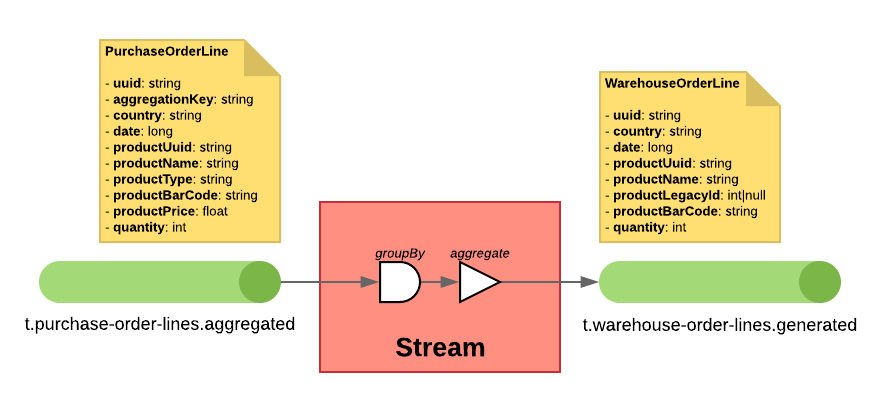 PurchaseOrderLine
- uuid: string
- aggregationKey: string
- country: string
- date: long
- productUuid: string
- productName: string
- productType: string
- productBarCode: string
- productPrice: float
- quantity: int
WarehouseOrderLine
- uuid: string
- country: string
- date: long
- productUuid: string
- productName: string
- productLegacyId: int|null
- productBarCode: string
- quantity: int
groupBy
aggregate
t.purchase-order-lines.aggregated
Stream
t.warehouse-order-lines.generated